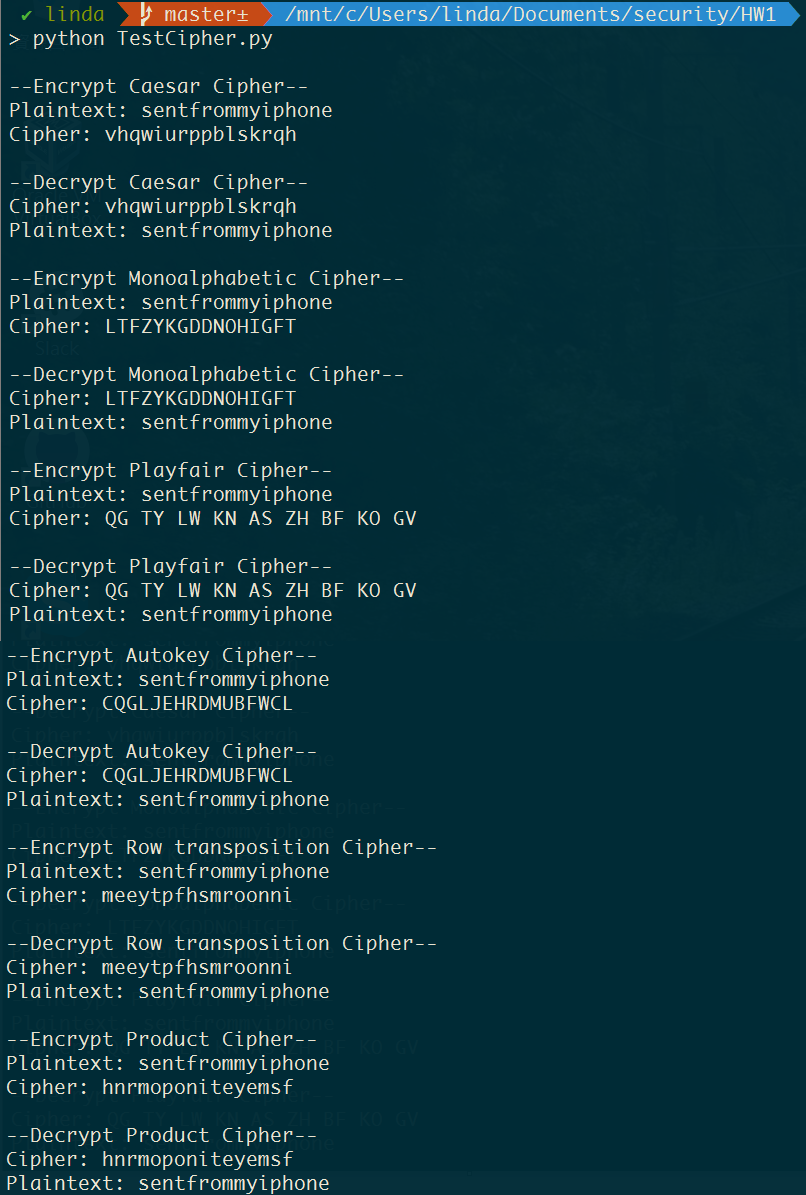 ✔ linda master± /mnt/c/Users/linda/Documents/security/HW1
> python TestCipher.py
--Encrypt Caesar Cipher--
Plaintext: sentfrommyiphone
Cipher: vhqwiurppblskrqh
--Decrypt Caesar Cipher--
Cipher: vhqwiurppblskrqh
Plaintext: sentfrommyiphone
--Encrypt Monoalphabetic Cipher--
Plaintext: sentfrommyiphone
Cipher: LTFZYKGDDNOHIGFT
--Decrypt Monoalphabetic Cipher--
Cipher: LTFZYKGDDNOHIGFT
Plaintext: sentfrommyiphone
--Encrypt Playfair Cipher--
Plaintext: sentfrommyiphone
Cipher: QG TY LW KN AS ZH BF KO GV
--Decrypt Playfair Cipher--
Cipher: QG TY LW KN AS ZH BF KO GV
Plaintext: sentfrommyiphone
--Encrypt Autokey Cipher--
Plaintext: sentfrommyiphone
Cipher: CQGLJEHRDMUBFWCL
--Decrypt Autokey Cipher--
Cipher: CQGLJEHRDMUBFWCL
Plaintext: sentfrommyiphone
--Encrypt Row transposition Cipher--
Plaintext: sentfrommyiphone
Cipher: meeytpfhsmroonni
--Decrypt Row transposition Cipher--
Cipher: meeytpfhsmroonni
Plaintext: sentfrommyiphone
--Encrypt Product Cipher--
Plaintext: sentfrommyiphone
Cipher: hnrmoponiteyemsf
--Decrypt Product Cipher--
Cipher: hnrmoponiteyemsf
Plaintext: sentfrommyiphone